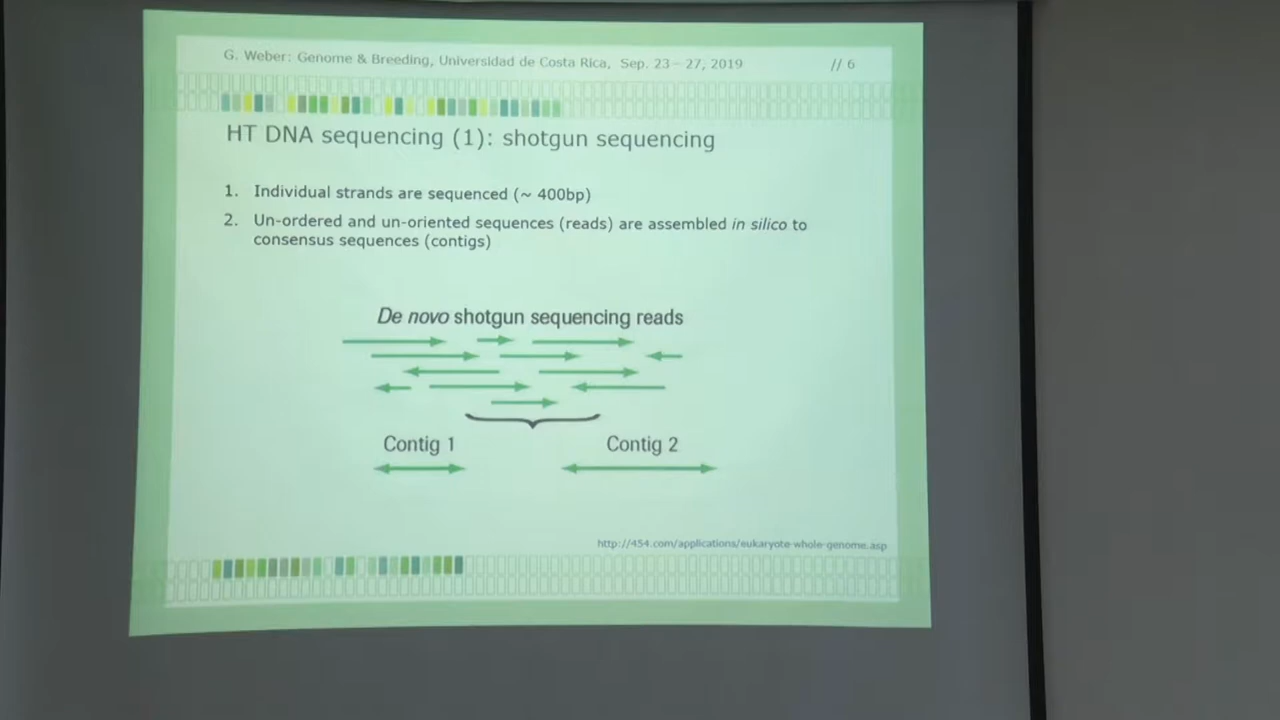 G. Weber: Genome & Breeding, Universidad de Costa Rica, Sep. 23 – 27, 2019 // 6
HT DNA sequencing (1): shotgun sequencing
1. Individual strands are sequenced (~ 400bp)
2. Un-ordered and un-oriented sequences (reads) are assembled in silico to
consensus sequences (contigs)
De novo shotgun sequencing reads
Contig 1 Contig 2
http://454.com/applications/eukaryote-whole-genome.asp